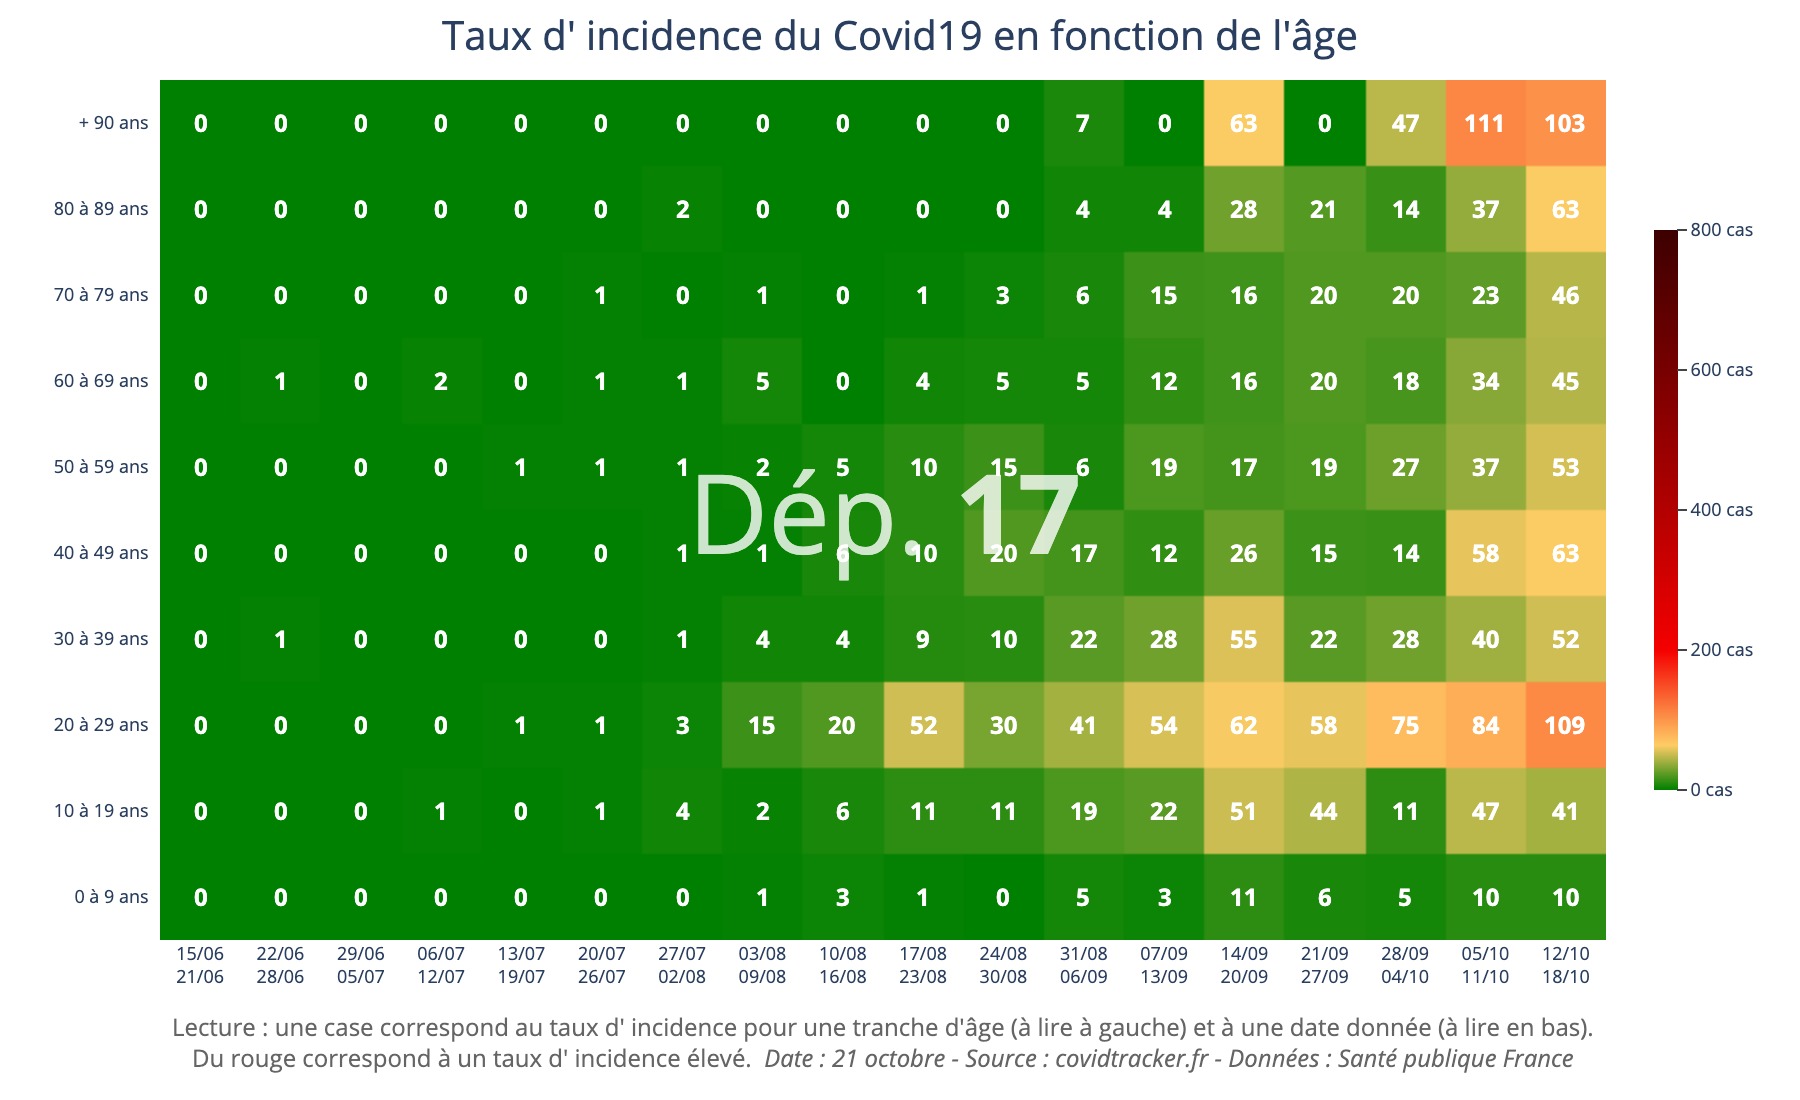 Taux d' incidence du Covid19 en fonction de l'âge
+ 90 ans 0 0 0 0 0 0 0 0 0 0 0 7 0 63 0 47 111 103
80 à 89 ans 0 0 0 0 0 0 2 0 0 0 0 4 4 28 21 14 37 63
70 à 79 ans 0 0 0 0 0 1 0 1 0 1 3 6 15 16 20 20 23 46
60 à 69 ans 0 1 0 2 0 1 1 5 0 4 5 5 12 16 20 18 34 45
50 à 59 ans 0 0 0 0 1 1 1 2 5 10 15 6 19 17 19 27 37 53
Dép. 17
40 à 49 ans 0 0 0 0 0 0 1 1 6 10 20 17 12 26 15 14 58 63
30 à 39 ans 0 1 0 0 0 0 1 4 4 9 10 22 28 55 22 28 40 52
20 à 29 ans 0 0 0 0 1 1 3 15 20 52 30 41 54 62 58 75 84 109
10 à 19 ans 0 0 0 1 0 1 4 2 6 11 11 19 22 51 44 11 47 41
0 à 9 ans 0 0 0 0 0 0 0 1 3 1 0 5 3 11 6 5 10 10
15/06 22/06 29/06 06/07 13/07 20/07 27/07 03/08 10/08 17/08 24/08 31/08 07/09 14/09 21/09 28/09 05/10 12/10
21/06 28/06 05/07 12/07 19/07 26/07 02/08 09/08 16/08 23/08 30/08 06/09 13/09 20/09 27/09 04/10 11/10 18/10
800 cas
600 cas
400 cas
200 cas
0 cas
Lecture : une case correspond au taux d' incidence pour une tranche d'âge (à lire à gauche) et à une date donnée (à lire en bas).
Du rouge correspond à un taux d' incidence élevé. Date : 21 octobre - Source : covidtracker.fr - Données : Santé publique France